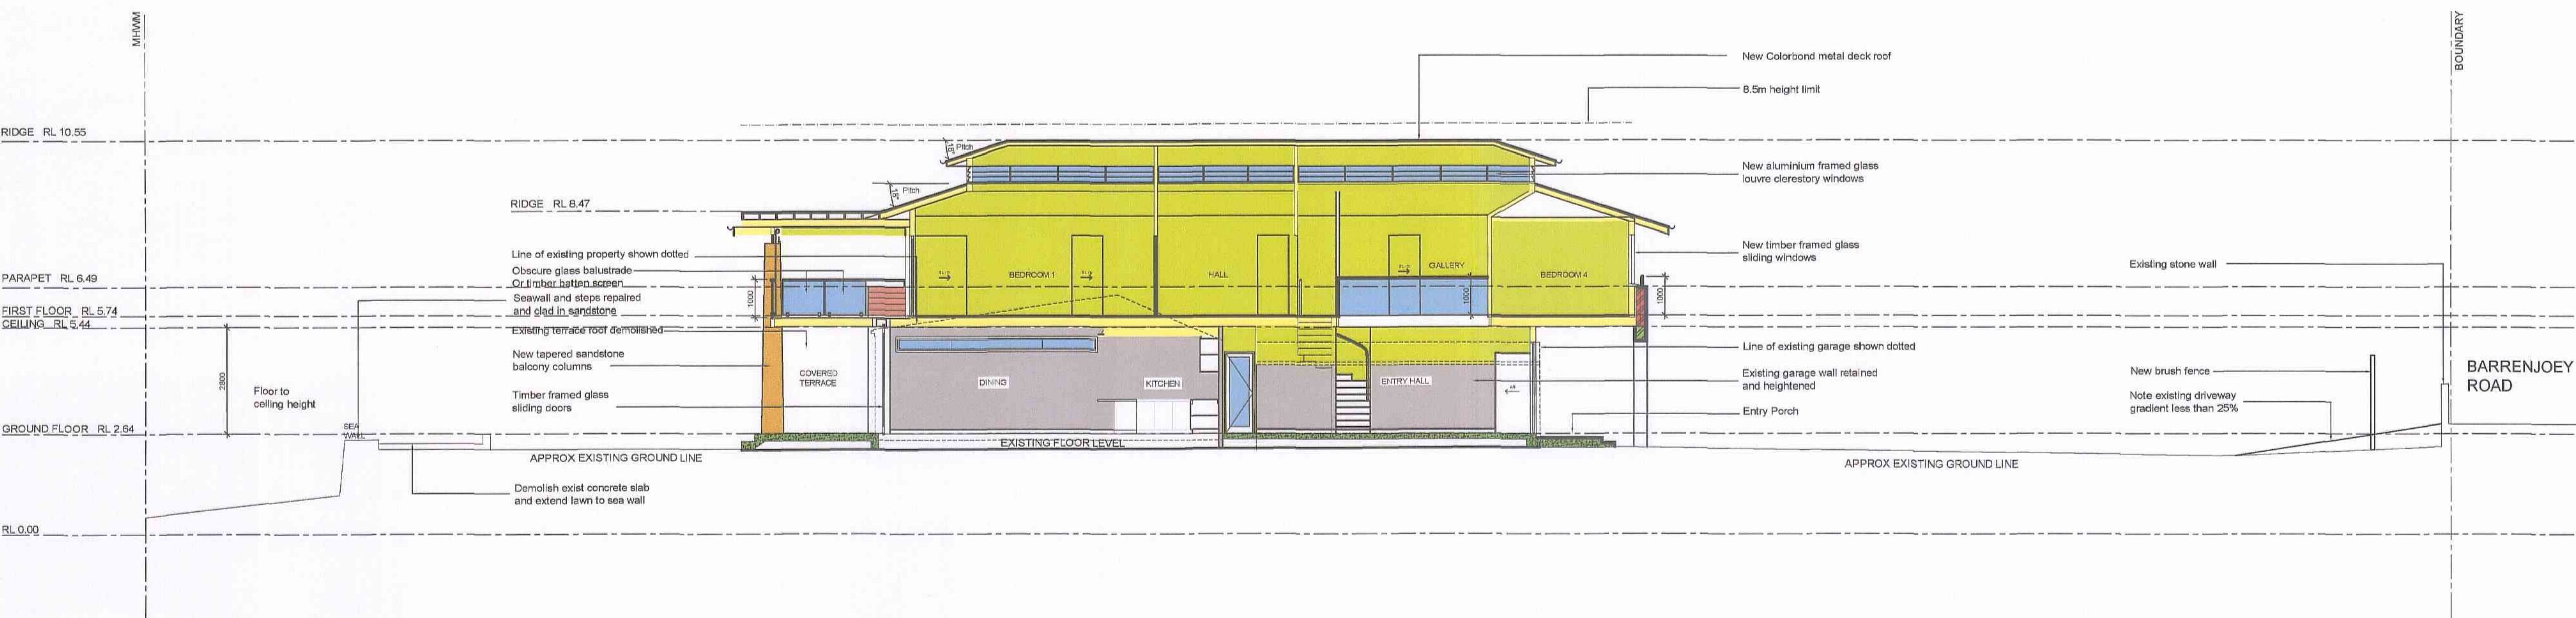 MHWM
BOUNDARY
New Colorbond metal deck roof
8.5m height limit
RIDGE RL 10.55
Pitch
New aluminium framed glass
louvre clerestory windows
Pitch
RIDGE RL 8.47
Line of existing property shown dotted
Obscure glass balustrade
Or timber batten screen
Seawall and steps repaired
and clad in sandstone
Existing terrace roof demolished
New tapered sandstone
balcony columns
Timber framed glass
sliding doors
BEDROOM 1
HALL
GALLERY
BEDROOM 4
1000
1000
1000
New timber framed glass
sliding windows
Existing stone wall
PARAPET RL 6.49
FIRST FLOOR RL 5.74
CEILING RL 5.44
2800
Floor to
ceiling height
COVERED
TERRACE
DINING
KITCHEN
ENTRY HALL
Line of existing garage shown dotted
Existing garage wall retained
and heightened
Entry Porch
New brush fence
Note existing driveway
gradient less than 25%
BARRENJOEY
ROAD
GROUND FLOOR RL 2.64
SEA
WALL
EXISTING FLOOR LEVEL
APPROX EXISTING GROUND LINE
APPROX EXISTING GROUND LINE
Demolish exist concrete slab
and extend lawn to sea wall
RL 0.00